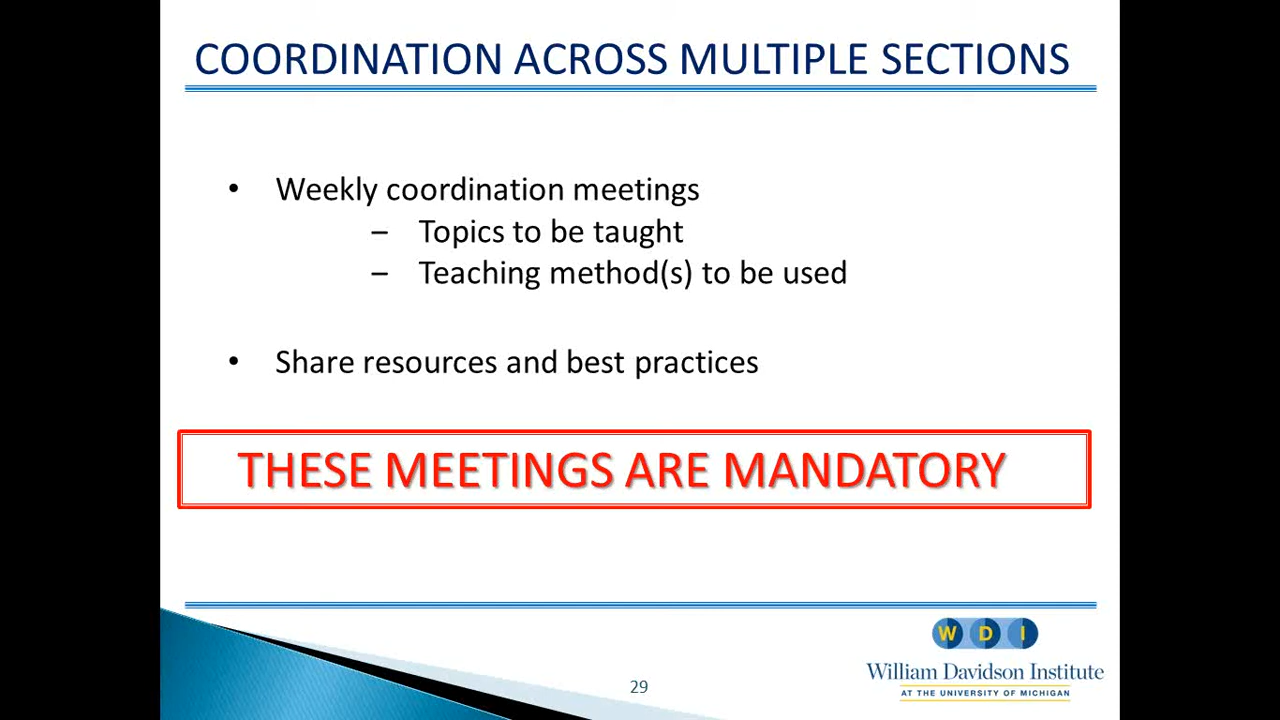 COORDINATION ACROSS MULTIPLE SECTIONS
• Weekly coordination meetings
– Topics to be taught
– Teaching method(s) to be used
• Share resources and best practices
THESE MEETINGS ARE MANDATORY
W D I
William Davidson Institute
AT THE UNIVERSITY OF MICHIGAN
29